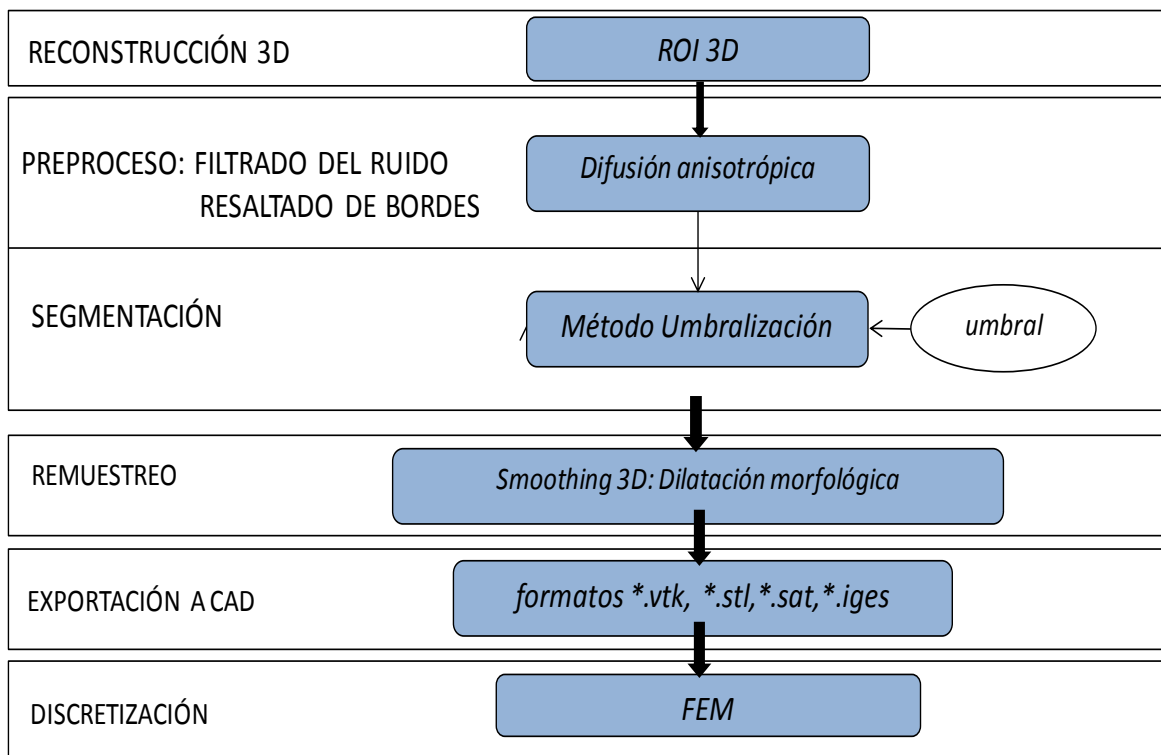 RECONSTRUCCIÓN 3D
ROI 3D
PREPROCESO: FILTRADO DEL RUIDO
RESALTADO DE BORDES
Difusión anisotrópica
SEGMENTACIÓN
Método Umbralización
umbral
REMUESTREO
Smoothing 3D: Dilatación morfológica
EXPORTACIÓN A CAD
formatos *.vtk, *.stl,*.sat,*.iges
DISCRETIZACIÓN
FEM